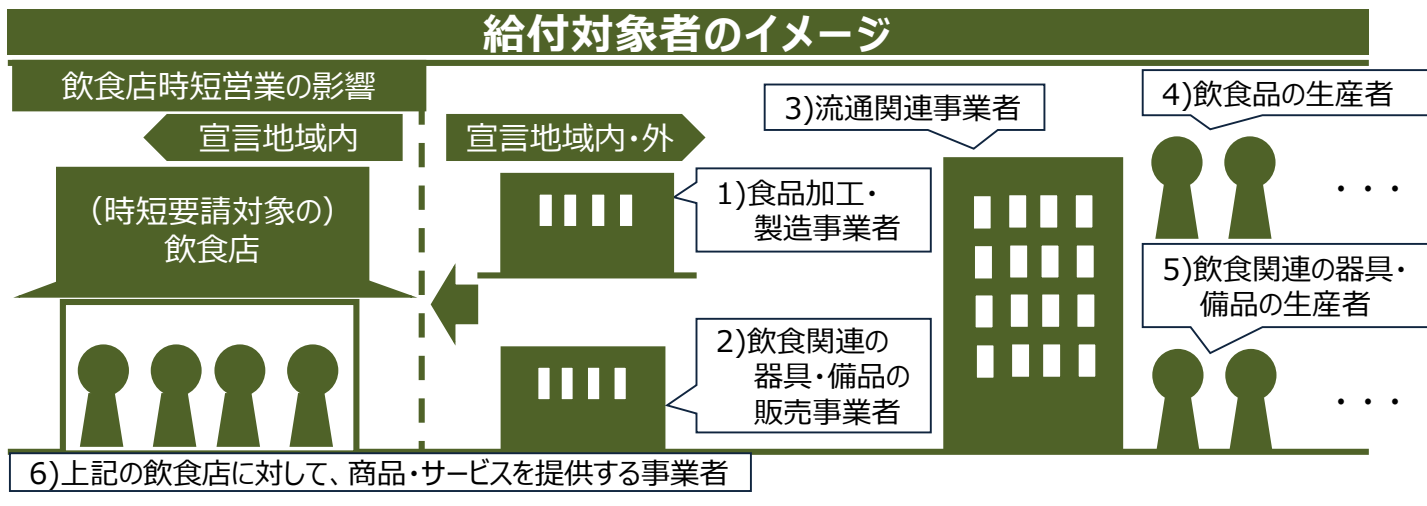 給付対象者のイメージ
飲食店時短営業の影響
宣言地域内
宣言地域内・外
(時短要請対象の)
飲食店
1)食品加工・
製造事業者
2)飲食関連の
器具・備品の
販売事業者
3)流通関連事業者
4)飲食品の生産者
・・・
5)飲食関連の器具・
備品の生産者
・・・
6)上記の飲食店に対して、商品・サービスを提供する事業者